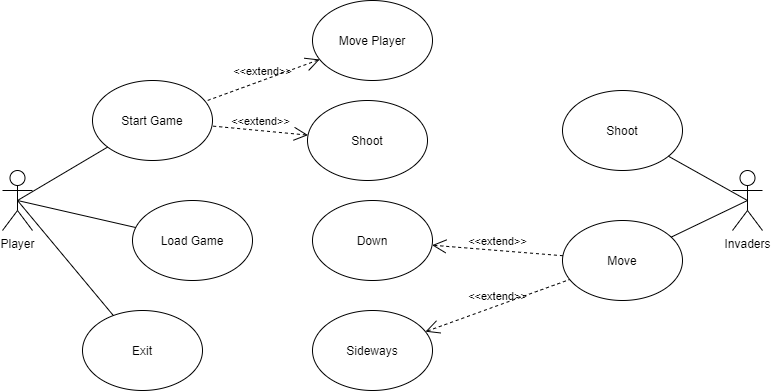 Move Player
<<extend>>
Start Game
<<extend>>
Shoot
Shoot
Player
Load Game
Down
<<extend>>
Move
Invaders
<<extend>>
Exit
Sideways